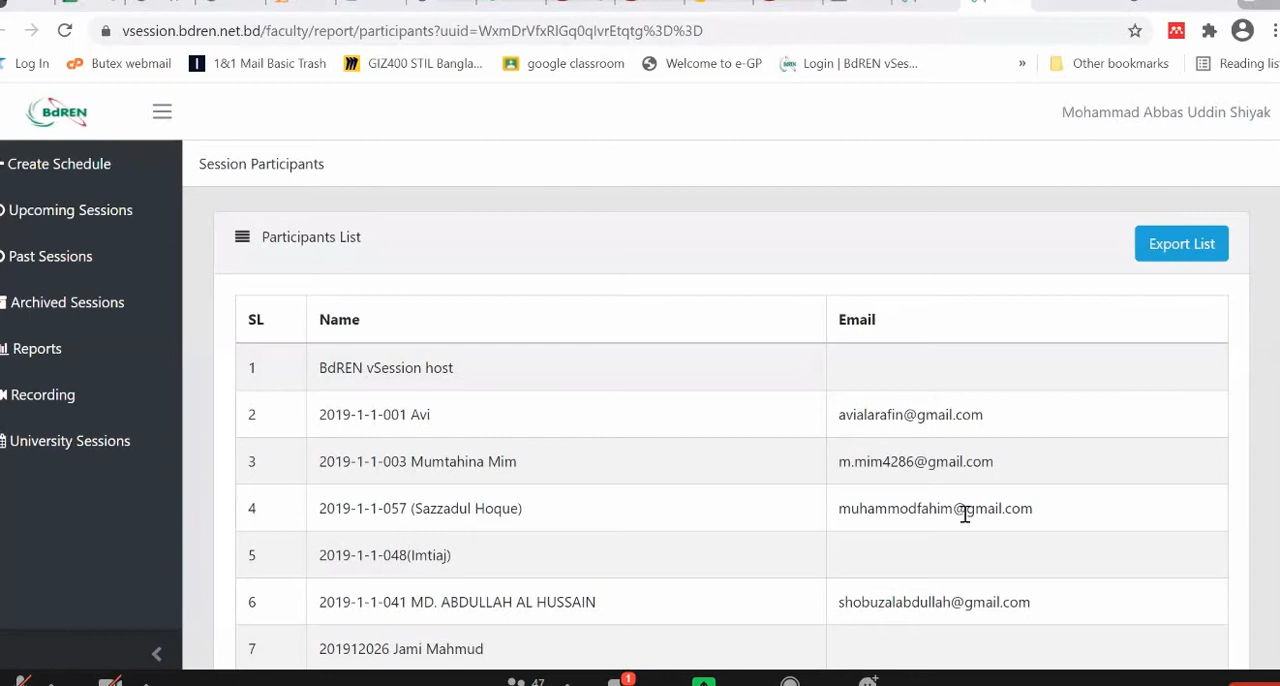 vsession.bdren.net.bd/faculty/report/participants?uuid=WxmDrVfxRlGq0qIvrEtqtg%3D%3D
Log In Butex webmail 1&1 Mail Basic Trash GIZ400 STIL Bangla... google classroom Welcome to e-GP Login | BdREN vSes... » Other bookmarks Reading list
BdREN Mohammad Abbas Uddin Shiyak
Create Schedule
Session Participants
Upcoming Sessions
Participants List
Export List
Past Sessions
Archived Sessions
SL Name Email
Reports
1 BdREN vSession host
Recording
2 2019-1-1-001 Avi avialarafin@gmail.com
University Sessions
3 2019-1-1-003 Mumtahina Mim m.mim4286@gmail.com
4 2019-1-1-057 (Sazzadul Hoque) muhammodfahim@gmail.com
5 2019-1-1-048(Imtiaj)
6 2019-1-1-041 MD. ABDULLAH AL HUSSAIN shobuzalabdullah@gmail.com
7 201912026 Jami Mahmud
47 1